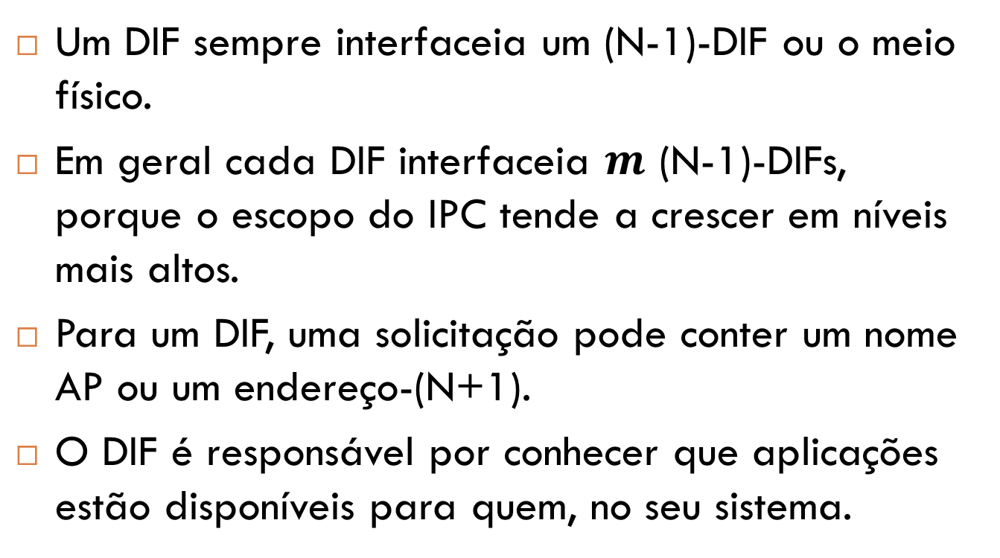 Um DIF sempre interfaceia um (N-1)-DIF ou o meio
físico.
Em geral cada DIF interfaceia m (N-1)-DIFs,
porque o escopo do IPC tende a crescer em níveis
mais altos.
Para um DIF, uma solicitação pode conter um nome
AP ou um endereço-(N+1).
O DIF é responsável por conhecer que aplicações
estão disponíveis para quem, no seu sistema.